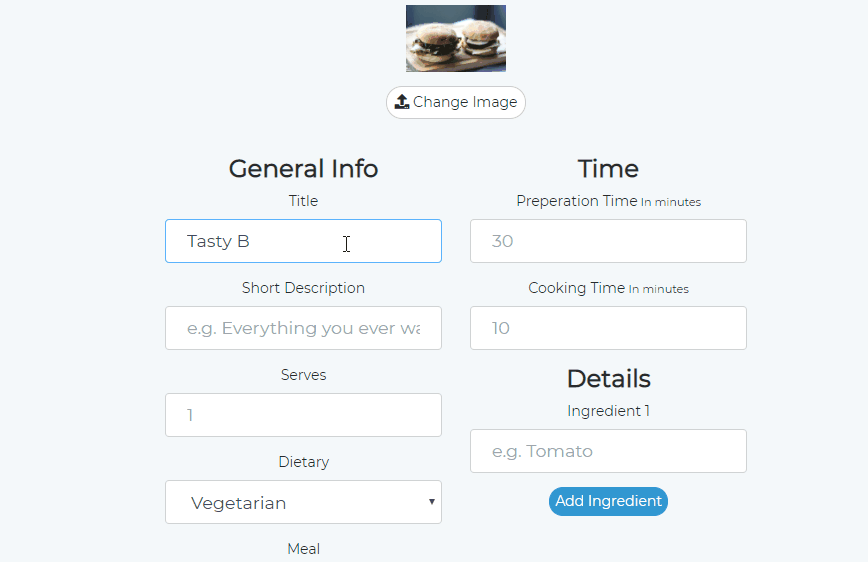 Change Image
General Info
Title
Tasty B
Short Description
e.g. Everything you ever wa
Serves
1
Dietary
Vegetarian
Meal
Time
Preperation Time In minutes
30
Cooking Time In minutes
10
Details
Ingredient 1
e.g. Tomato
Add Ingredient